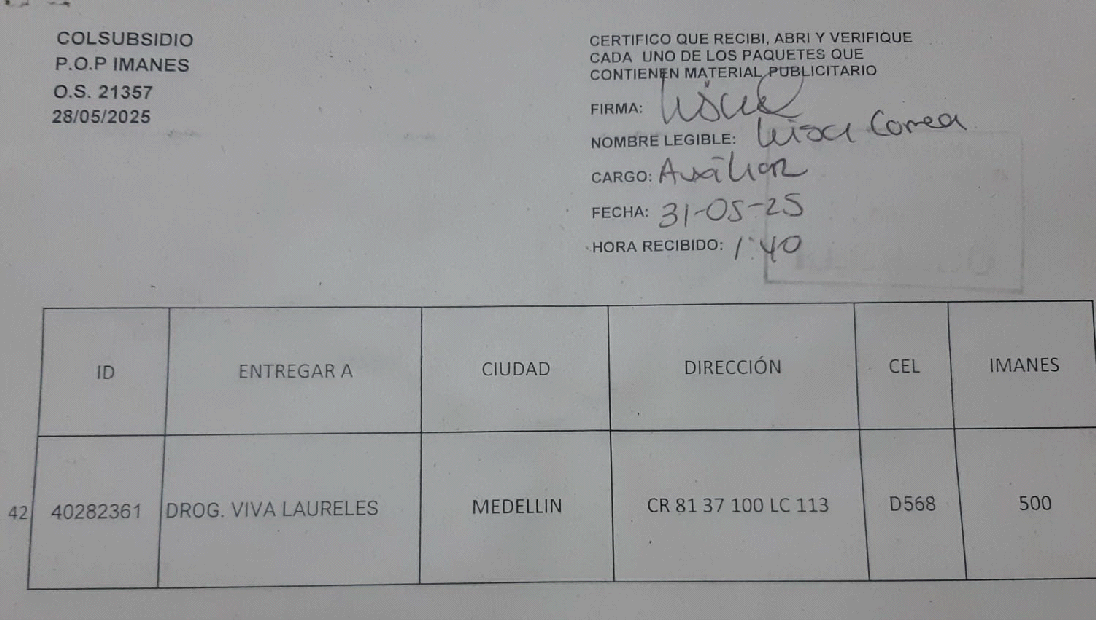 COLSUBSIDIO
P.O.P IMANES
O.S. 21357
28/05/2025
CERTIFICO QUE RECIBI, ABRI Y VERIFIQUE
CADA UNO DE LOS PAQUETES QUE
CONTIENEN MATERIAL PUBLICITARIO
FIRMA:
NOMBRE LEGIBLE: Luisa Correa
CARGO: Auxiliar
FECHA: 31-05-25
HORA RECIBIDO: 1:40
ID ENTREGAR A CIUDAD DIRECCIÓN CEL IMANES
42 40282361 DROG. VIVA LAURELES MEDELLIN CR 81 37 100 LC 113 D568 500